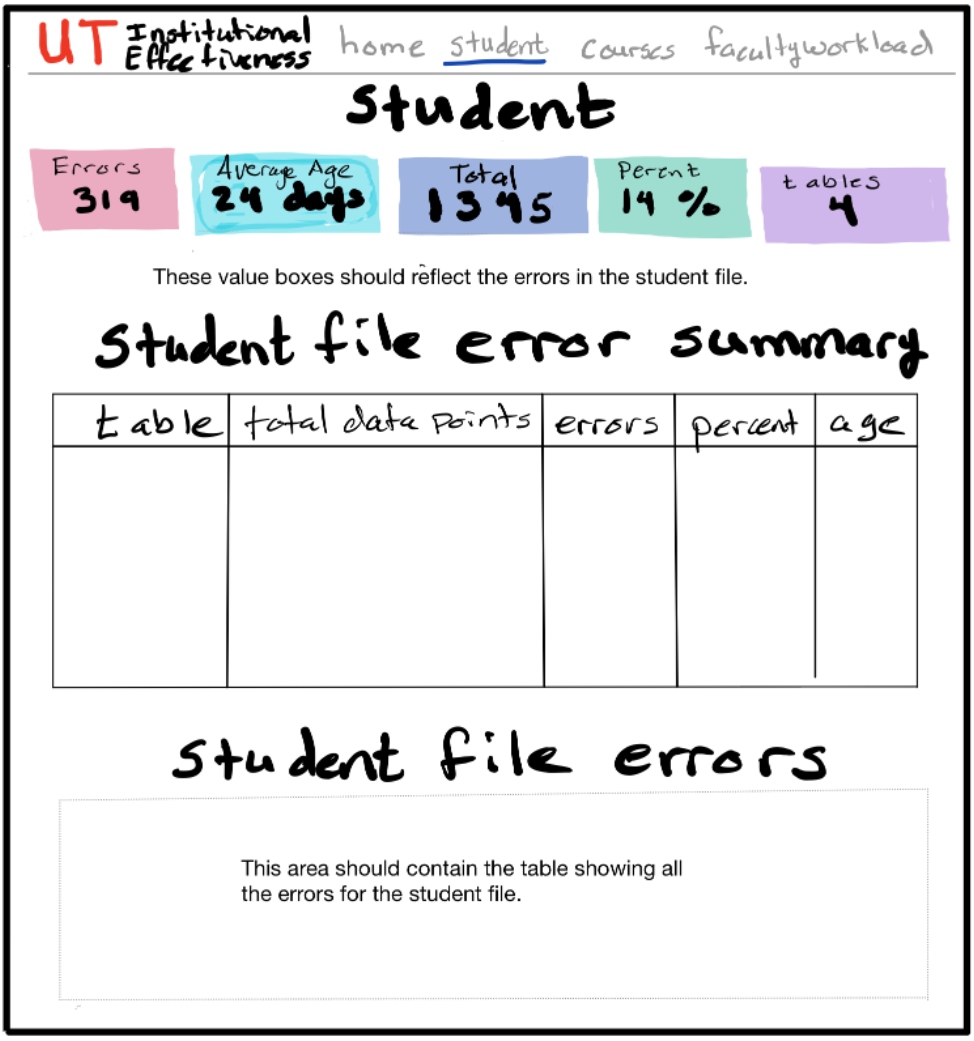 UT Institutional Effectiveness home student courses facultyworkload
Student
Errors
319
Average Age
24 days
Total
1345
Percnt
14 %
tables
4
These value boxes should reflect the errors in the student file.
Student file error summary
table total data points errors percent age
Student file errors
This area should contain the table showing all
the errors for the student file.